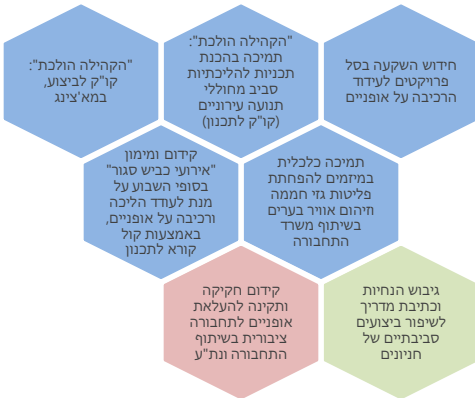 חידוש השקעה בסל
פרויקטים לעידוד
הרכיבה על אופניים
"הקהילה הולכת":
תמיכה בהכנת
תכניות להליכתיות
סביב מחוללי
תנועה עירוניים
(קו"ק לתכנון)
"הקהילה הולכת":
קו"ק לביצוע,
במא'צינג
תמיכה כלכלית
במיזמים להפחתת
פליטות גזי חממה
וזיהום אוויר בערים
בשיתוף משרד
התחבורה
קידום ומימון
"אירועי כביש סגור"
בסופי השבוע על
מנת לעודד הליכה
ורכיבה על אופניים,
באמצעות קול
קורא לתכנון
גיבוש הנחיות
וכתיבת מדריך
לשיפור ביצועים
סביבתיים של
חניונים
קידום חקיקה
ותקינה להעלאת
אופניים לתחבורה
ציבורית בשיתוף
התחבורה ונת"ע